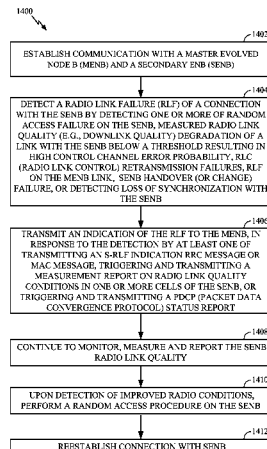 1400
1402
ESTABLISH COMMUNICATION WITH A MASTER EVOLVED
NODE B (MENB) AND A SECONDARY ENB (SENB)
1404
DETECT A RADIO LINK FAILURE (RLF) OF A CONNECTION
WITH THE SENB BY DETECTING ONE OR MORE OF RANDOM
ACCESS FAILURE ON THE SENB, MEASURED RADIO LINK
QUALITY (E.G., DOWNLINK QUALITY) DEGRADATION OF A
LINK WITH THE SENB BELOW A THRESHOLD RESULTING IN
HIGH CONTROL CHANNEL ERROR PROBABILITY, RLC
(RADIO LINK CONTROL) RETRANSMISSION FAILURES, RLF
ON THE MENB LINK, SENB HANDOVER (OR CHANGE)
FAILURE, OR DETECTING LOSS OF SYNCHRONIZATION WITH
THE SENB
1406
TRANSMIT AN INDICATION OF THE RLF TO THE MENB, IN
RESPONSE TO THE DETECTION BY AT LEAST ONE OF
TRANSMITTING AN S-RLF INDICATION RRC MESSAGE OR
MAC MESSAGE, TRIGGERING AND TRANSMITTING A
MEASUREMENT REPORT ON RADIO LINK QUALITY
CONDITIONS IN ONE OR MORE CELLS OF THE SENB, OR
TRIGGERING AND TRANSMITTING A PDCP (PACKET DATA
CONVERGENCE PROTOCOL) STATUS REPORT
1408
CONTINUE TO MONITOR, MEASURE AND REPORT THE SENB
RADIO LINK QUALITY
1410
UPON DETECTION OF IMPROVED RADIO CONDITIONS,
PERFORM A RANDOM ACCESS PROCEDURE ON THE SENB
1412
REESTABLISH CONNECTION WITH SENB